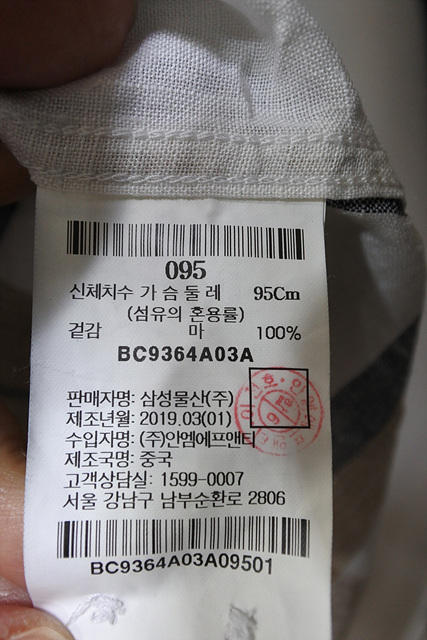 095
신체치수 가슴둘레 95Cm
(섬유의 혼용률)
겉감 마 100%
BC9364A03A
판매자명: 삼성물산(주)
제조년월: 2019.03(01)
수입자명: (주)안멤에프앤티
제조국명: 중국
고객상담실: 1599-0007
서울 강남구 남부순환로 2806
BC9364A03A09501